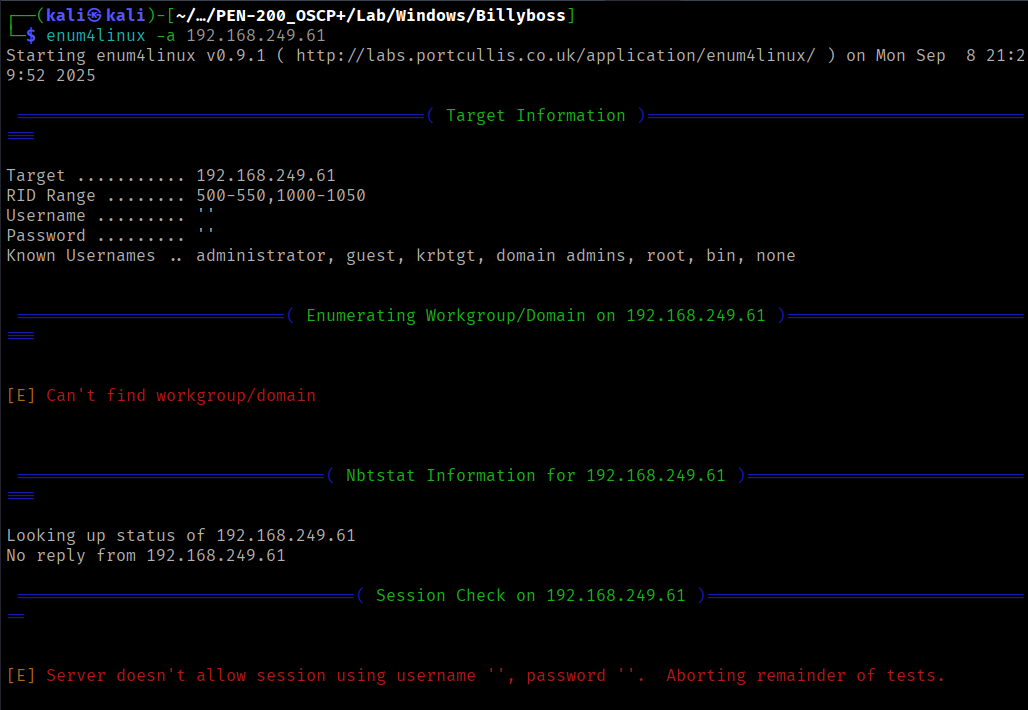 ┌──(kali㉿kali)-[~/…/PEN-200_OSCP+/Lab/Windows/Billyboss]
└─$ enum4linux -a 192.168.249.61
Starting enum4linux v0.9.1 ( http://labs.portcullis.co.uk/application/enum4linux/ ) on Mon Sep  8 21:2
9:52 2025
( Target Information )
Target ........... 192.168.249.61
RID Range ........ 500-550,1000-1050
Username ......... ''
Password ......... ''
Known Usernames .. administrator, guest, krbtgt, domain admins, root, bin, none
( Enumerating Workgroup/Domain on 192.168.249.61 )
[E] Can't find workgroup/domain
( Nbtstat Information for 192.168.249.61 )
Looking up status of 192.168.249.61
No reply from 192.168.249.61
( Session Check on 192.168.249.61 )
[E] Server doesn't allow session using username '', password ''.  Aborting remainder of tests.